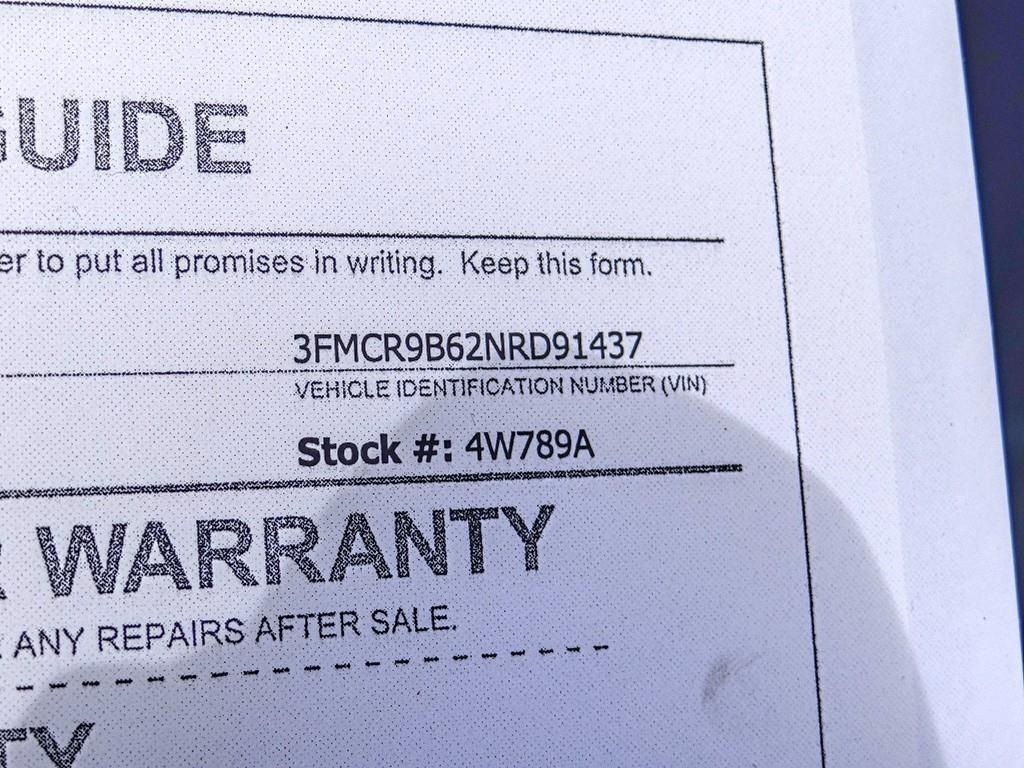 GUIDE
er to put all promises in writing. Keep this form.
3FMCR9B62NRD91437
VEHICLE IDENTIFICATION NUMBER (VIN)
Stock #: 4W789A
WARRANTY
ANY REPAIRS AFTER SALE.
TY